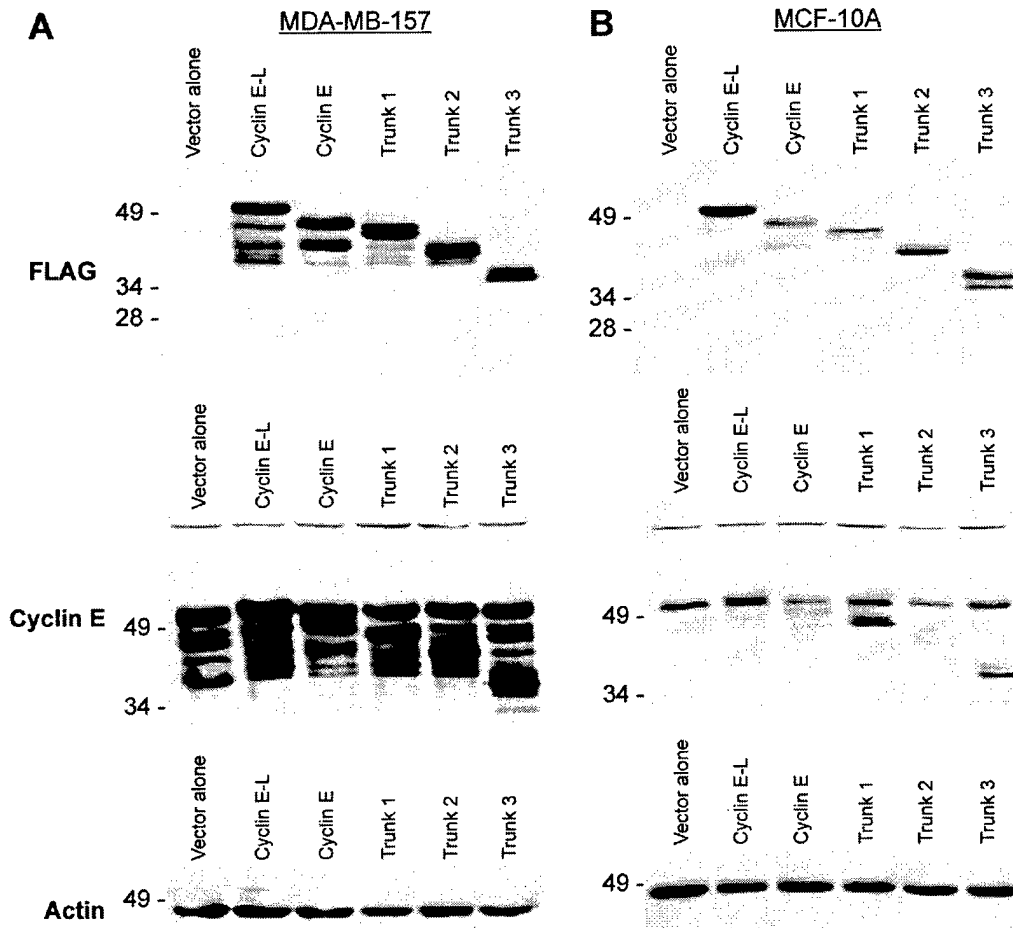 A
MDA-MB-157
Vector alone
Cyclin E-L
Cyclin E
Trunk 1
Trunk 2
Trunk 3
49 -
FLAG
34 -
28 -
Vector alone
Cyclin E-L
Cyclin E
Trunk 1
Trunk 2
Trunk 3
Cyclin E
49 -
34 -
Vector alone
Cyclin E-L
Cyclin E
Trunk 1
Trunk 2
Trunk 3
49 -
Actin
B
MCF-10A
Vector alone
Cyclin E-L
Cyclin E
Trunk 1
Trunk 2
Trunk 3
49 -
34 -
28 -
Vector alone
Cyclin E-L
Cyclin E
Trunk 1
Trunk 2
Trunk 3
49 -
34 -
Vector alone
Cyclin E-L
Cyclin E
Trunk 1
Trunk 2
Trunk 3
49 -